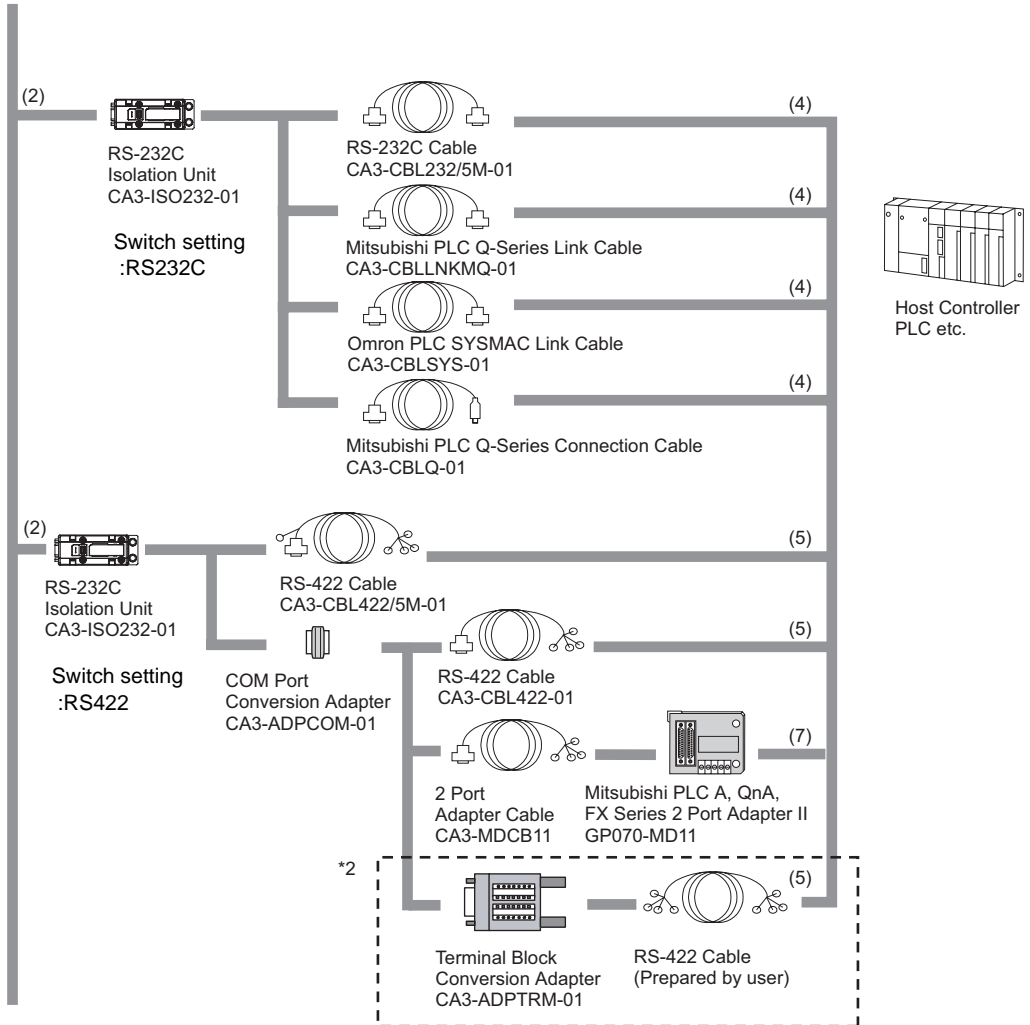 (2)
RS-232C
Isolation Unit
CA3-ISO232-01
Switch setting
:RS232C
(4)
RS-232C Cable
CA3-CBL232/5M-01
(4)
Mitsubishi PLC Q-Series Link Cable
CA3-CBLLNKMQ-01
(4)
Omron PLC SYSMAC Link Cable
CA3-CBLSYS-01
(4)
Mitsubishi PLC Q-Series Connection Cable
CA3-CBLQ-01
Host Controller
PLC etc.
(2)
RS-232C
Isolation Unit
CA3-ISO232-01
Switch setting
:RS422
(5)
RS-422 Cable
CA3-CBL422/5M-01
COM Port
Conversion Adapter
CA3-ADPCOM-01
(5)
RS-422 Cable
CA3-CBL422-01
(7)
2 Port
Adapter Cable
CA3-MDCB11
Mitsubishi PLC A, QnA,
FX Series 2 Port Adapter II
GP070-MD11
*2
(5)
Terminal Block
Conversion Adapter
CA3-ADPTRM-01
RS-422 Cable
(Prepared by user)